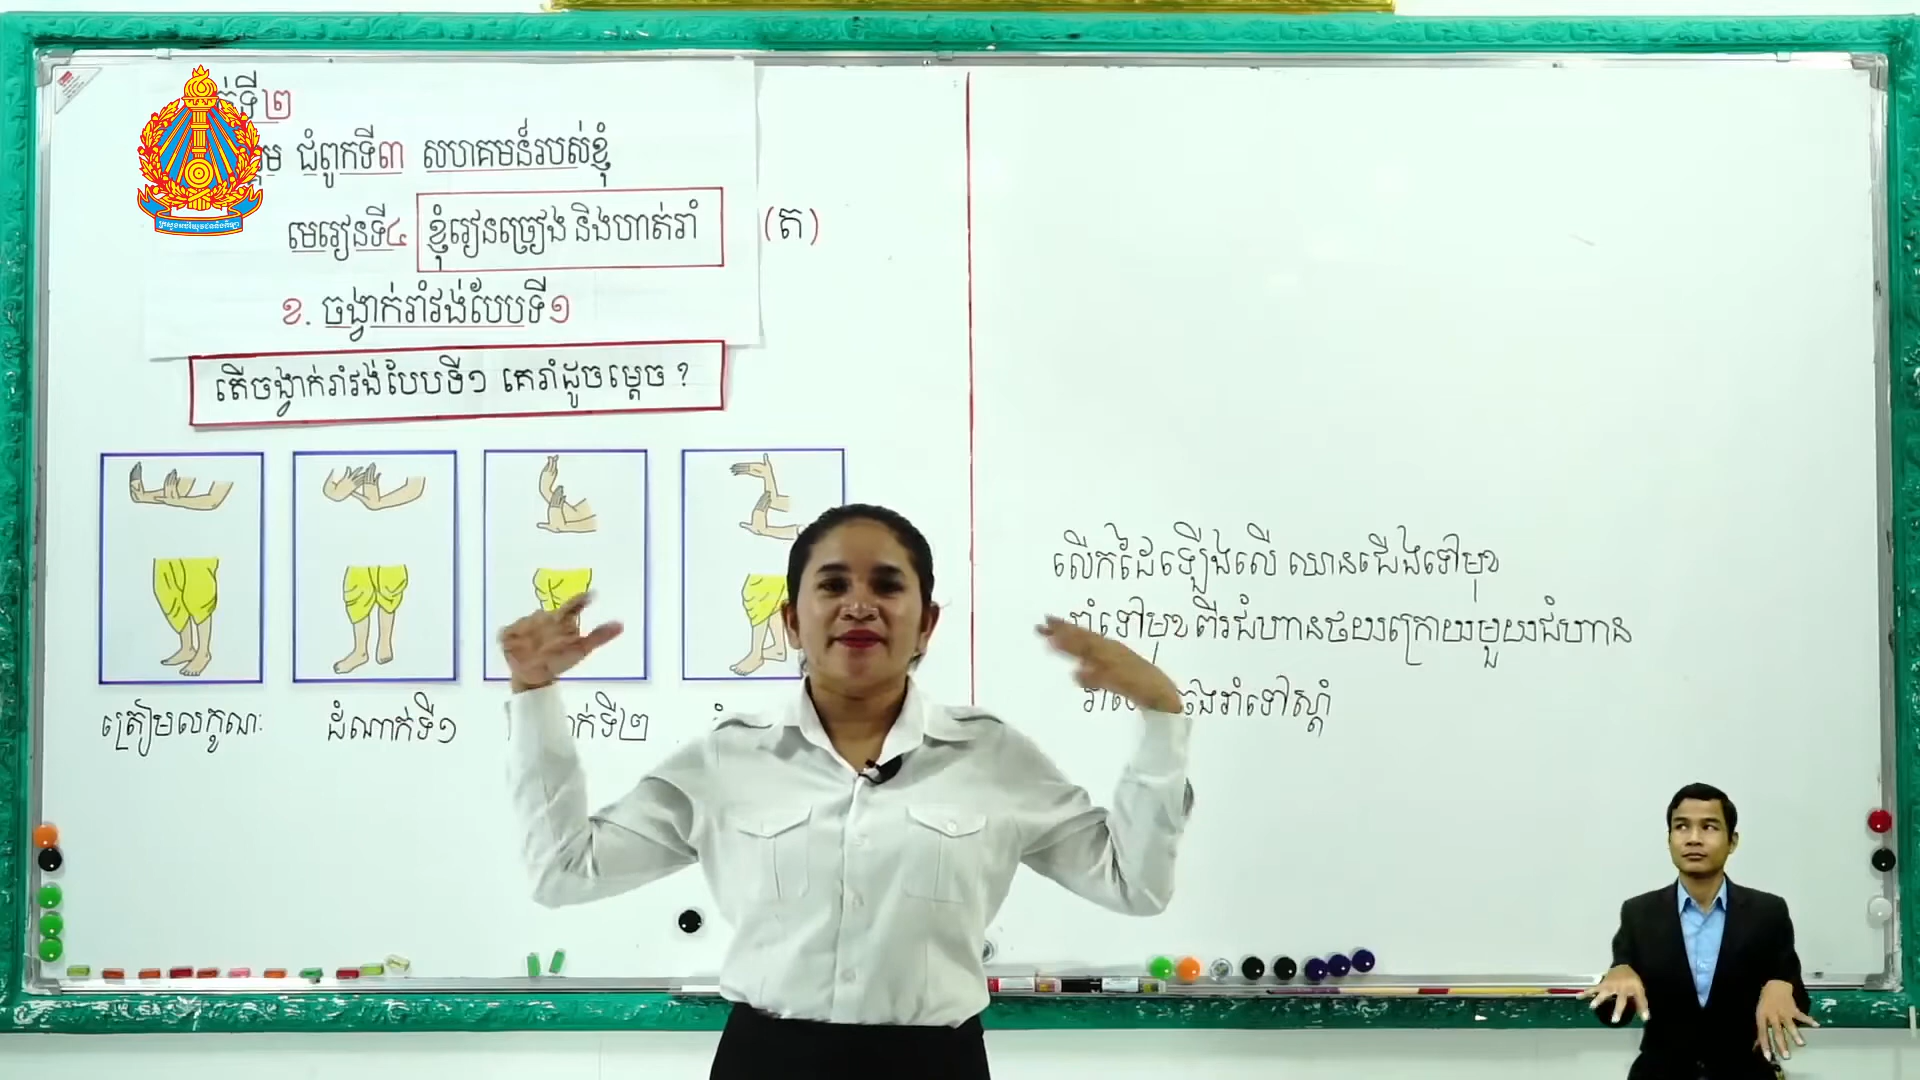 ទី២
ជំពូកទី៣ សហគមន៍របស់ខ្ញុំ
មេរៀនទី៤ ខ្ញុំរៀនច្រៀង និងហាត់រាំ (ត)
ខ. ចង្វាក់រាំវង់បែបទី១
តើចង្វាក់រាំវង់បែបទី១ គេរាំដូចម្ដេច ?
ត្រៀមលក្ខណៈ
ដំណាក់ទី១
ក់ទី២
លើកដៃឡើងលើ ឈានជើងទៅមុខ
រាំទៅមុខពីរជំហានថយក្រោយមួយជំហាន
រាំទៅស្ដាំ